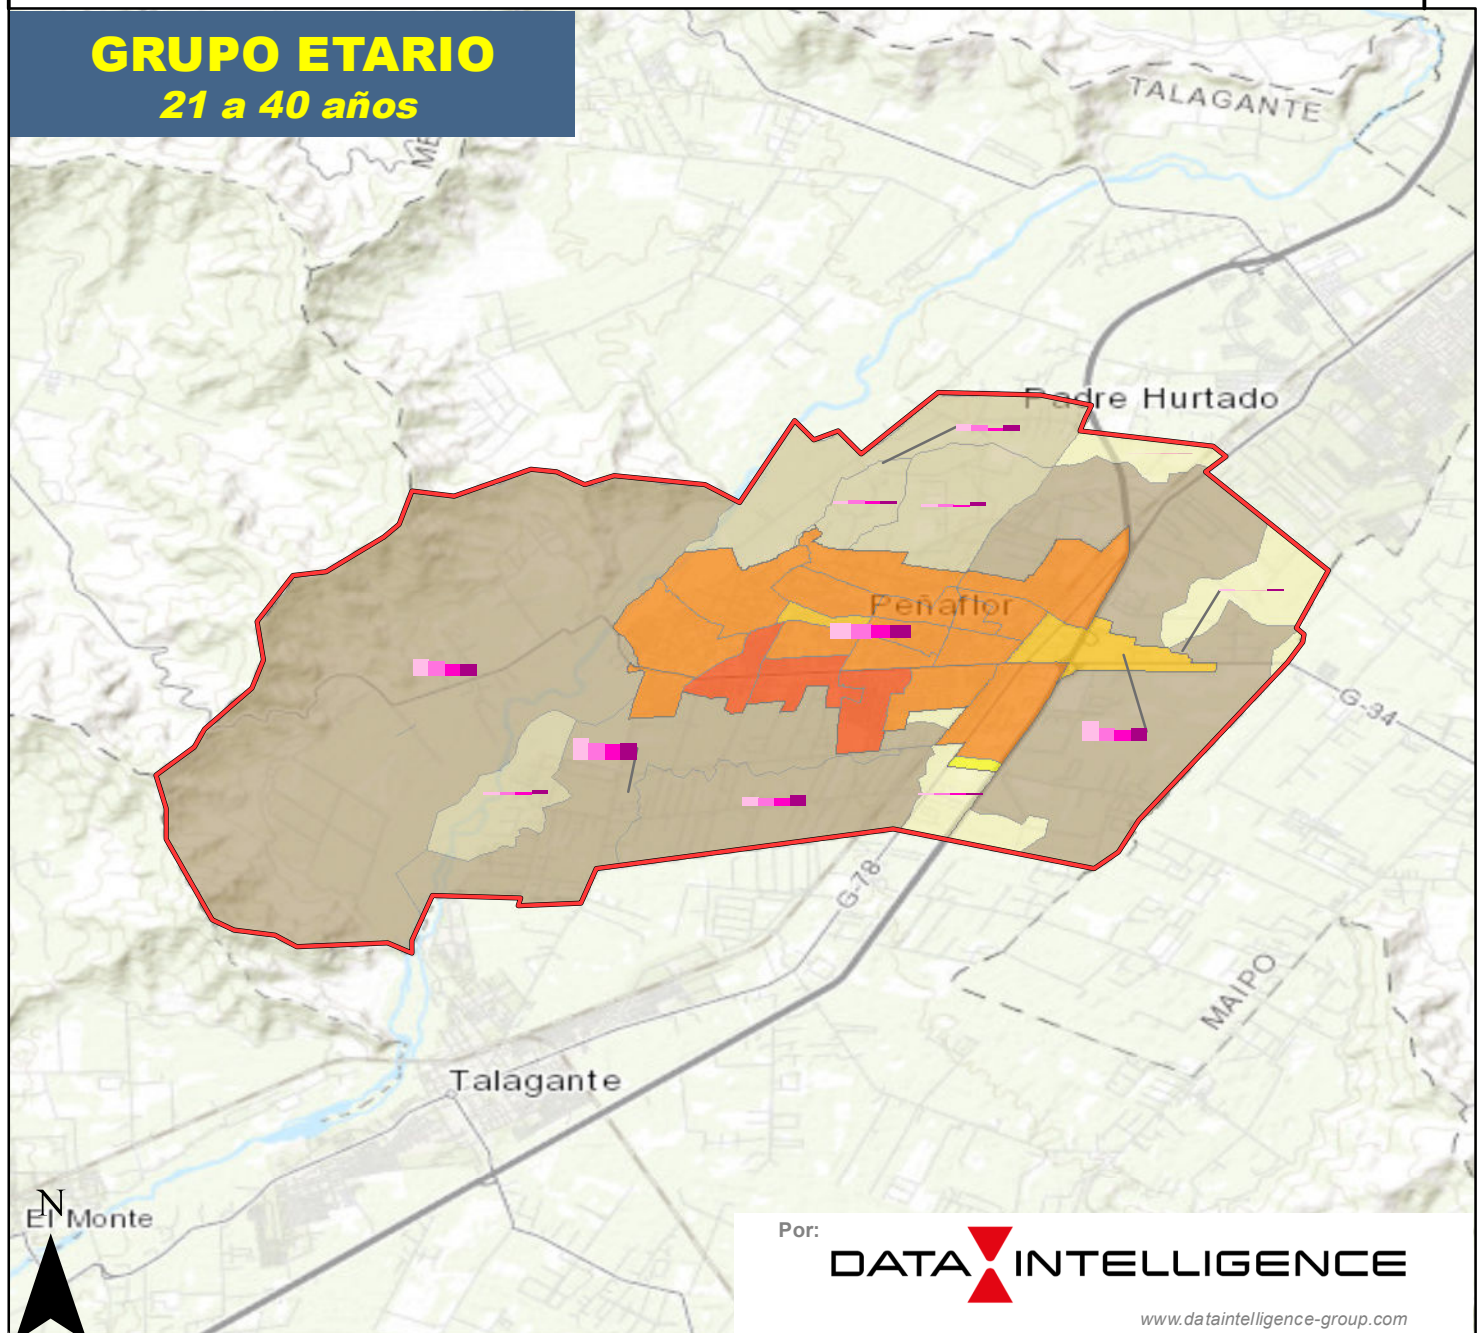 GRUPO ETARIO
21 a 40 años
TALAGANTE
ME
Padre Hurtado
Peñaflor
G-34
G-78
MAIPO
Talagante
N
El Monte
Por:
DATA INTELLIGENCE
www.dataintelligence-group.com